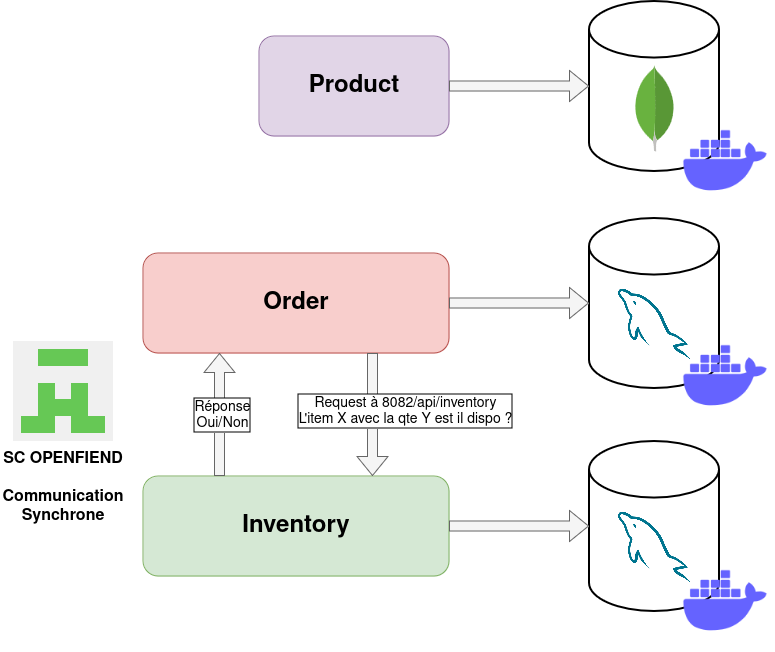 Product
Order
Réponse
Oui/Non
Request à 8082/api/inventory
L'item X avec la qte Y est il dispo ?
SC OPENFIEND
Communication
Synchrone
Inventory